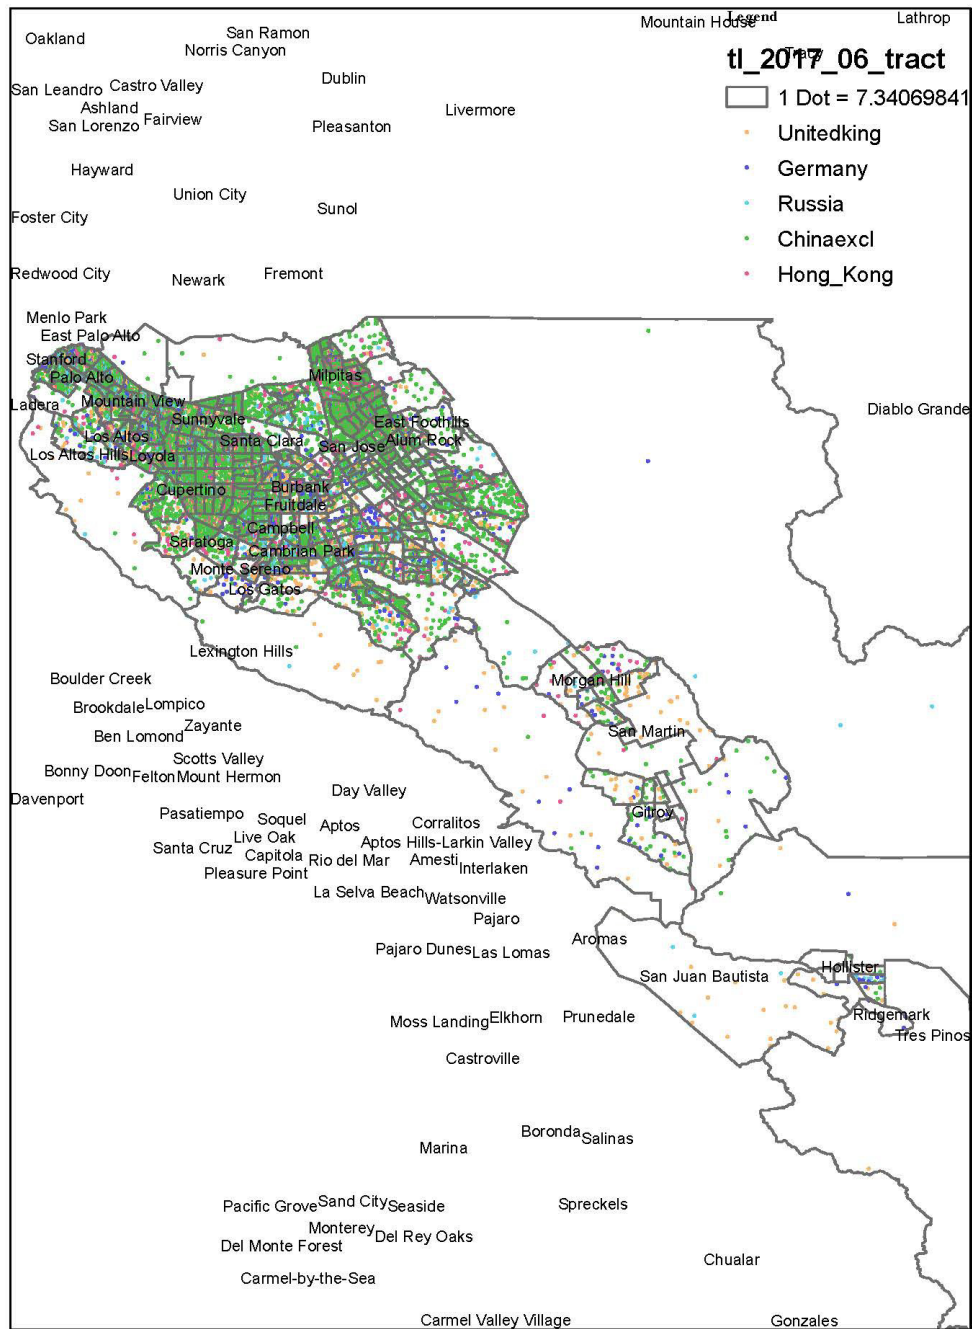 Mountain House
Legend
Lathrop
Oakland
San Ramon
Norris Canyon
Tracy
tl_2017_06_tract
San Leandro
Castro Valley
Dublin
1 Dot = 7.34069841
Ashland
Livermore
San Lorenzo
Fairview
Pleasanton
Unitedking
Hayward
Germany
Union City
Sunol
Russia
Foster City
Chinaexcl
Redwood City
Newark
Fremont
Hong_Kong
Menlo Park
East Palo Alto
Stanford
Palo Alto
Milpitas
Ladera
Mountain View
Diablo Grande
Sunnyvale
East Foothills
Los Altos
Santa Clara
San Jose
Alum Rock
Los Altos Hills
Loyola
Cupertino
Burbank
Fruitdale
Campbell
Saratoga
Cambrian Park
Monte Sereno
Los Gatos
Lexington Hills
Boulder Creek
Morgan Hill
Brookdale
Lompico
Zayante
Ben Lomond
San Martin
Scotts Valley
Bonny Doon
Felton
Mount Hermon
Davenport
Day Valley
Pasatiempo
Soquel
Aptos
Corralitos
Gilroy
Live Oak
Santa Cruz
Capitola
Aptos Hills-Larkin Valley
Rio del Mar
Amesti
Pleasure Point
Interlaken
La Selva Beach
Watsonville
Pajaro
Aromas
Pajaro Dunes
Las Lomas
San Juan Bautista
Hollister
Moss Landing
Elkhorn
Prunedale
Ridgemark
Tres Pinos
Castroville
Marina
Boronda
Salinas
Pacific Grove
Sand City
Seaside
Spreckels
Monterey
Del Rey Oaks
Del Monte Forest
Chualar
Carmel-by-the-Sea
Carmel Valley Village
Gonzales